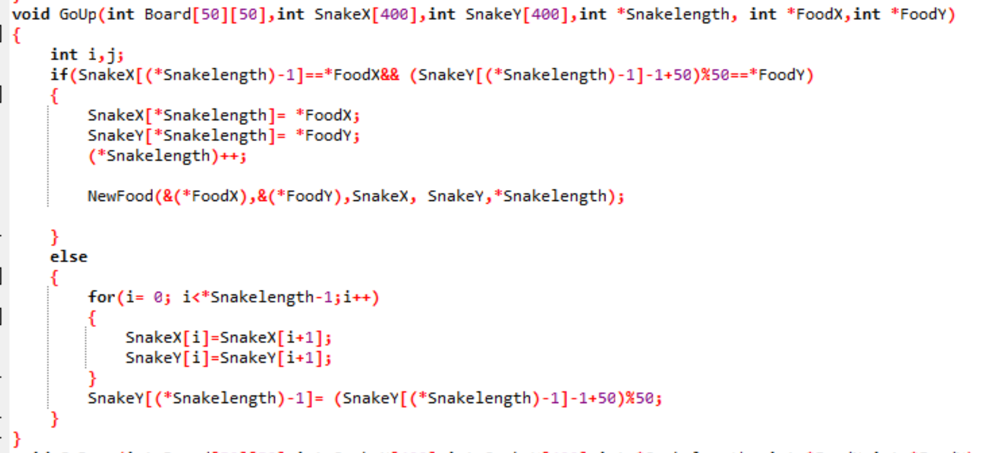 void GoUp(int Board[50][50],int SnakeX[400],int SnakeY[400],int *Snakelength, int *FoodX,int *FoodY)
{
    int i,j;
    if(SnakeX[(*Snakelength)-1]==*FoodX&& (SnakeY[(*Snakelength)-1]-1+50)%50==*FoodY)
    {
        SnakeX[*Snakelength]= *FoodX;
        SnakeY[*Snakelength]= *FoodY;
        (*Snakelength)++;
        NewFood(&(*FoodX),&(*FoodY),SnakeX, SnakeY,*Snakelength);
    }
    else
    {
        for(i= 0; i<*Snakelength-1;i++)
        {
            SnakeX[i]=SnakeX[i+1];
            SnakeY[i]=SnakeY[i+1];
        }
        SnakeY[(*Snakelength)-1]= (SnakeY[(*Snakelength)-1]-1+50)%50;
    }
}